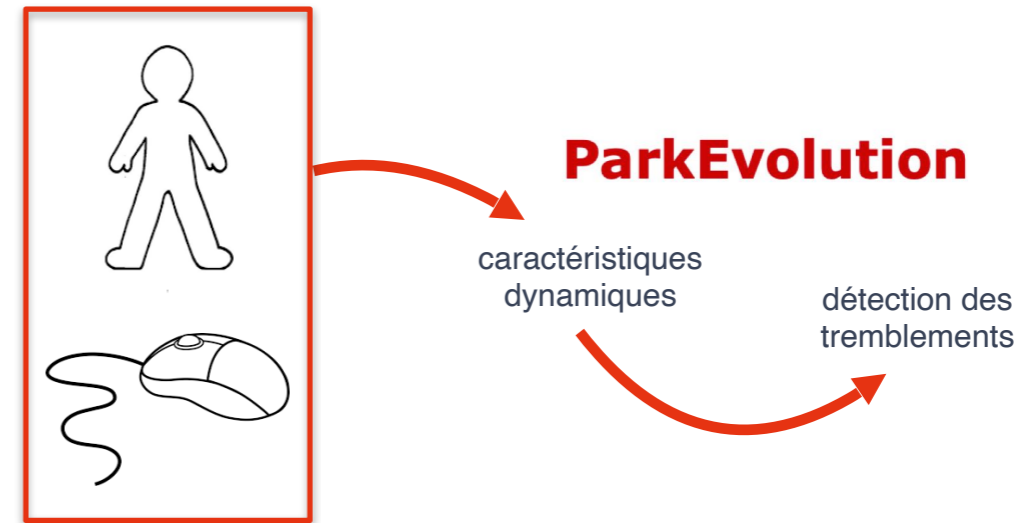 ParkEvolution
caractéristiques
dynamiques
détection des
tremblements